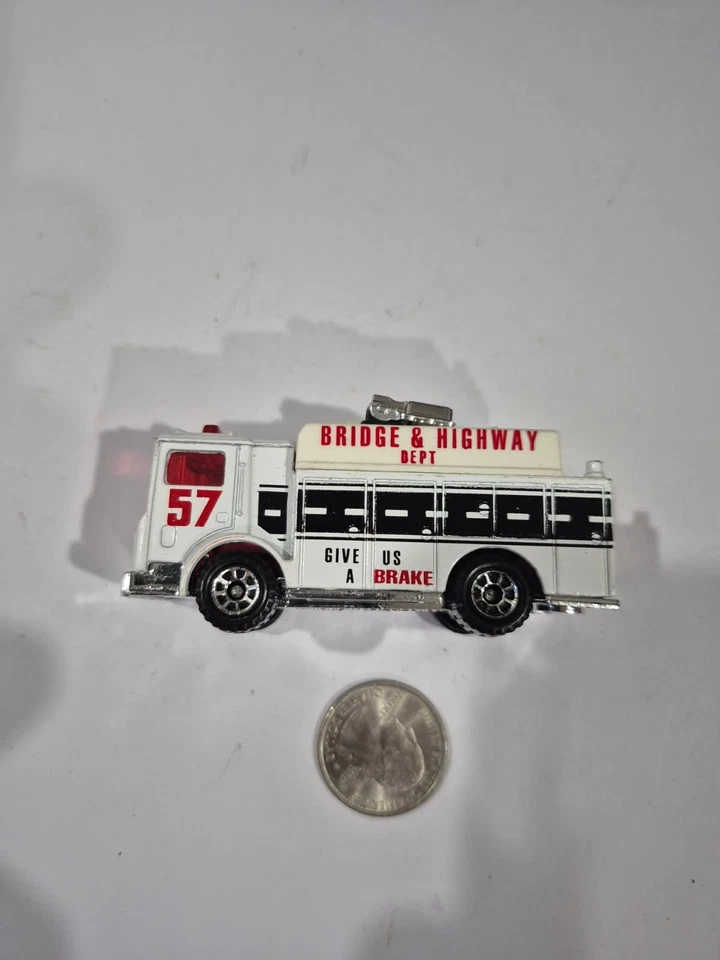 BRIDGE & HIGHWAY
DEPT
57
GIVE US
A BRAKE